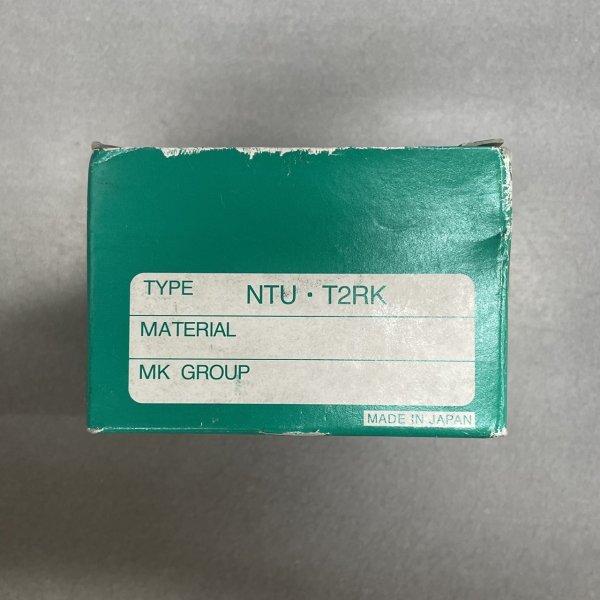 TYPE NTU・T2RK
MATERIAL
MK GROUP
MADE IN JAPAN